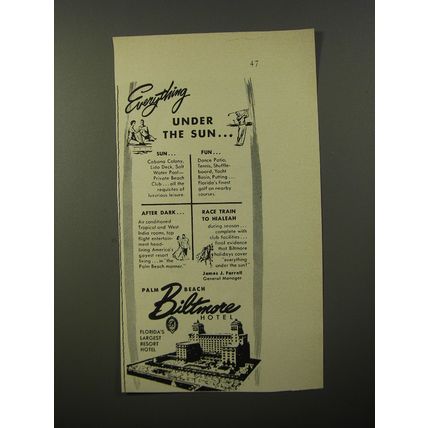 47
Everything
UNDER
THE SUN...
SUN...
Cabana Colony,
Lido Deck, Salt
Water Pool—
Private Beach
Club... all the
requisites of
luxurious leisure.
FUN...
Dance Patio,
Tennis, Shuffle-
board, Yacht
Basin, Putting...
Florida's finest
golf on nearby
courses.
AFTER DARK...
Air conditioned
Tropical and West
India rooms, top
flight entertain-
ment head-
lining America's
gayest resort
living... in "the
Palm Beach manner."
RACE TRAIN
TO HIALEAH
during season...
complete with
club facilities...
final evidence
that Biltmore
holidays cover
"everything
under the sun!"
James J. Farrell
General Manager
PALM BEACH
Biltmore
HOTEL
FLORIDA'S
LARGEST
RESORT
HOTEL